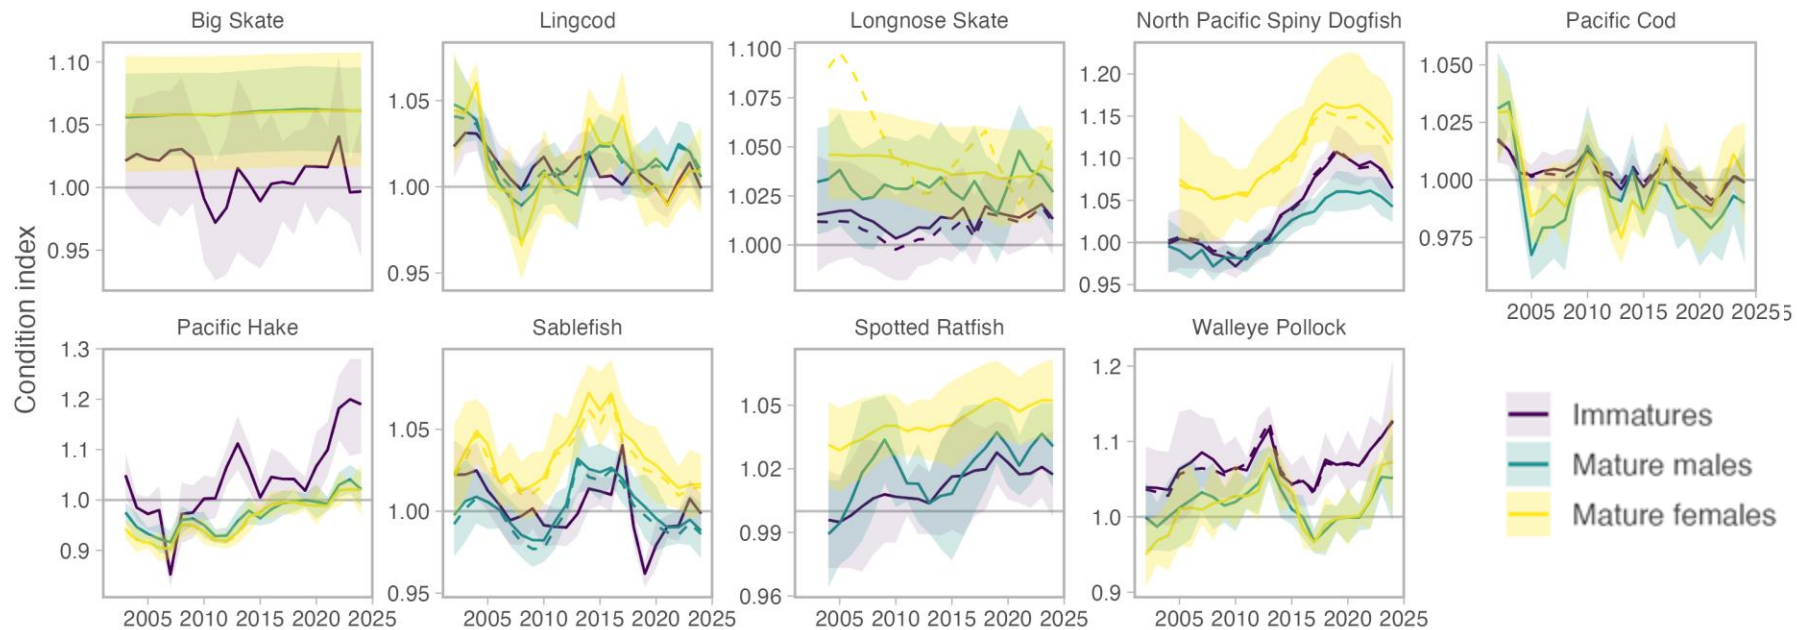 Big Skate
Lingcod
Longnose Skate
North Pacific Spiny Dogfish
Pacific Cod
1.10
1.05
1.00
0.95
1.05
1.00
0.95
1.100
1.075
1.050
1.025
1.000
1.20
1.15
1.10
1.05
1.00
0.95
1.050
1.025
1.000
0.975
2005 2010 2015 2020 20255
Condition index
Pacific Hake
Sablefish
Spotted Ratfish
Walleye Pollock
1.3
1.2
1.1
1.0
0.9
1.05
1.00
0.95
1.05
1.02
0.99
0.96
1.2
1.1
1.0
0.9
2005 2010 2015 2020 2025
2005 2010 2015 2020 2025
2005 2010 2015 2020 2025
2005 2010 2015 2020 2025
Immatures
Mature males
Mature females